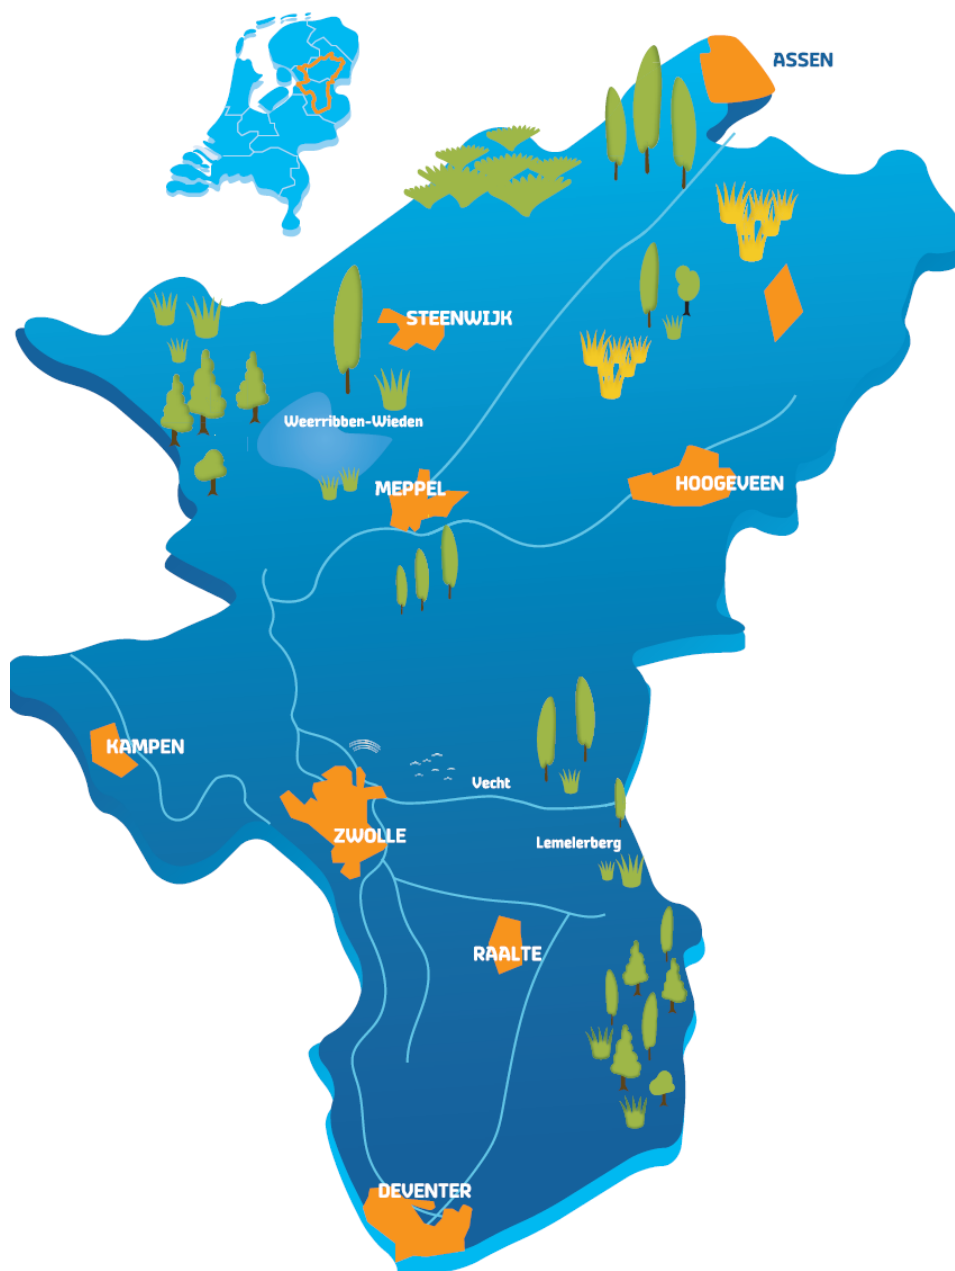 ASSEN
STEENWIJK
Weerribben-Wieden
MEPPEL
HOOGEVEEN
KAMPEN
Vecht
ZWOLLE
Lemelerberg
RAALTE
DEVENTER